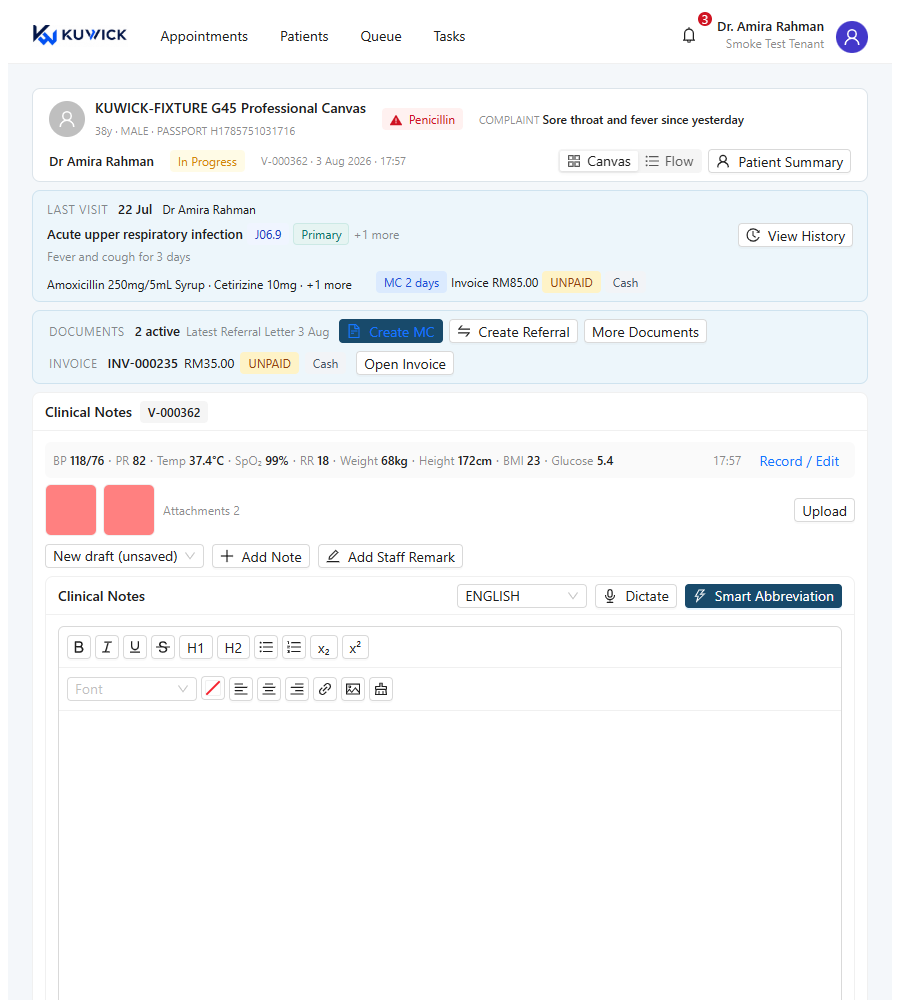 KUWICK Appointments Patients Queue Tasks 3 Dr. Amira Rahman
Smoke Test Tenant
KUWICK-FIXTURE G45 Professional Canvas
38y · MALE · PASSPORT H1785751031716
Penicillin COMPLAINT Sore throat and fever since yesterday
Dr Amira Rahman In Progress V-000362 · 3 Aug 2026 · 17:57 Canvas Flow Patient Summary
LAST VISIT 22 Jul Dr Amira Rahman
Acute upper respiratory infection J06.9 Primary +1 more View History
Fever and cough for 3 days
Amoxicillin 250mg/5mL Syrup · Cetirizine 10mg · +1 more MC 2 days Invoice RM85.00 UNPAID Cash
DOCUMENTS 2 active Latest Referral Letter 3 Aug Create MC Create Referral More Documents
INVOICE INV-000235 RM35.00 UNPAID Cash Open Invoice
Clinical Notes V-000362
BP 118/76 · PR 82 · Temp 37.4°C · SpO₂ 99% · RR 18 · Weight 68kg · Height 172cm · BMI 23 · Glucose 5.4 17:57 Record / Edit
Attachments 2 Upload
New draft (unsaved) Add Note Add Staff Remark
Clinical Notes ENGLISH Dictate Smart Abbreviation
B I U S H1 H2 x₂ x²
Font